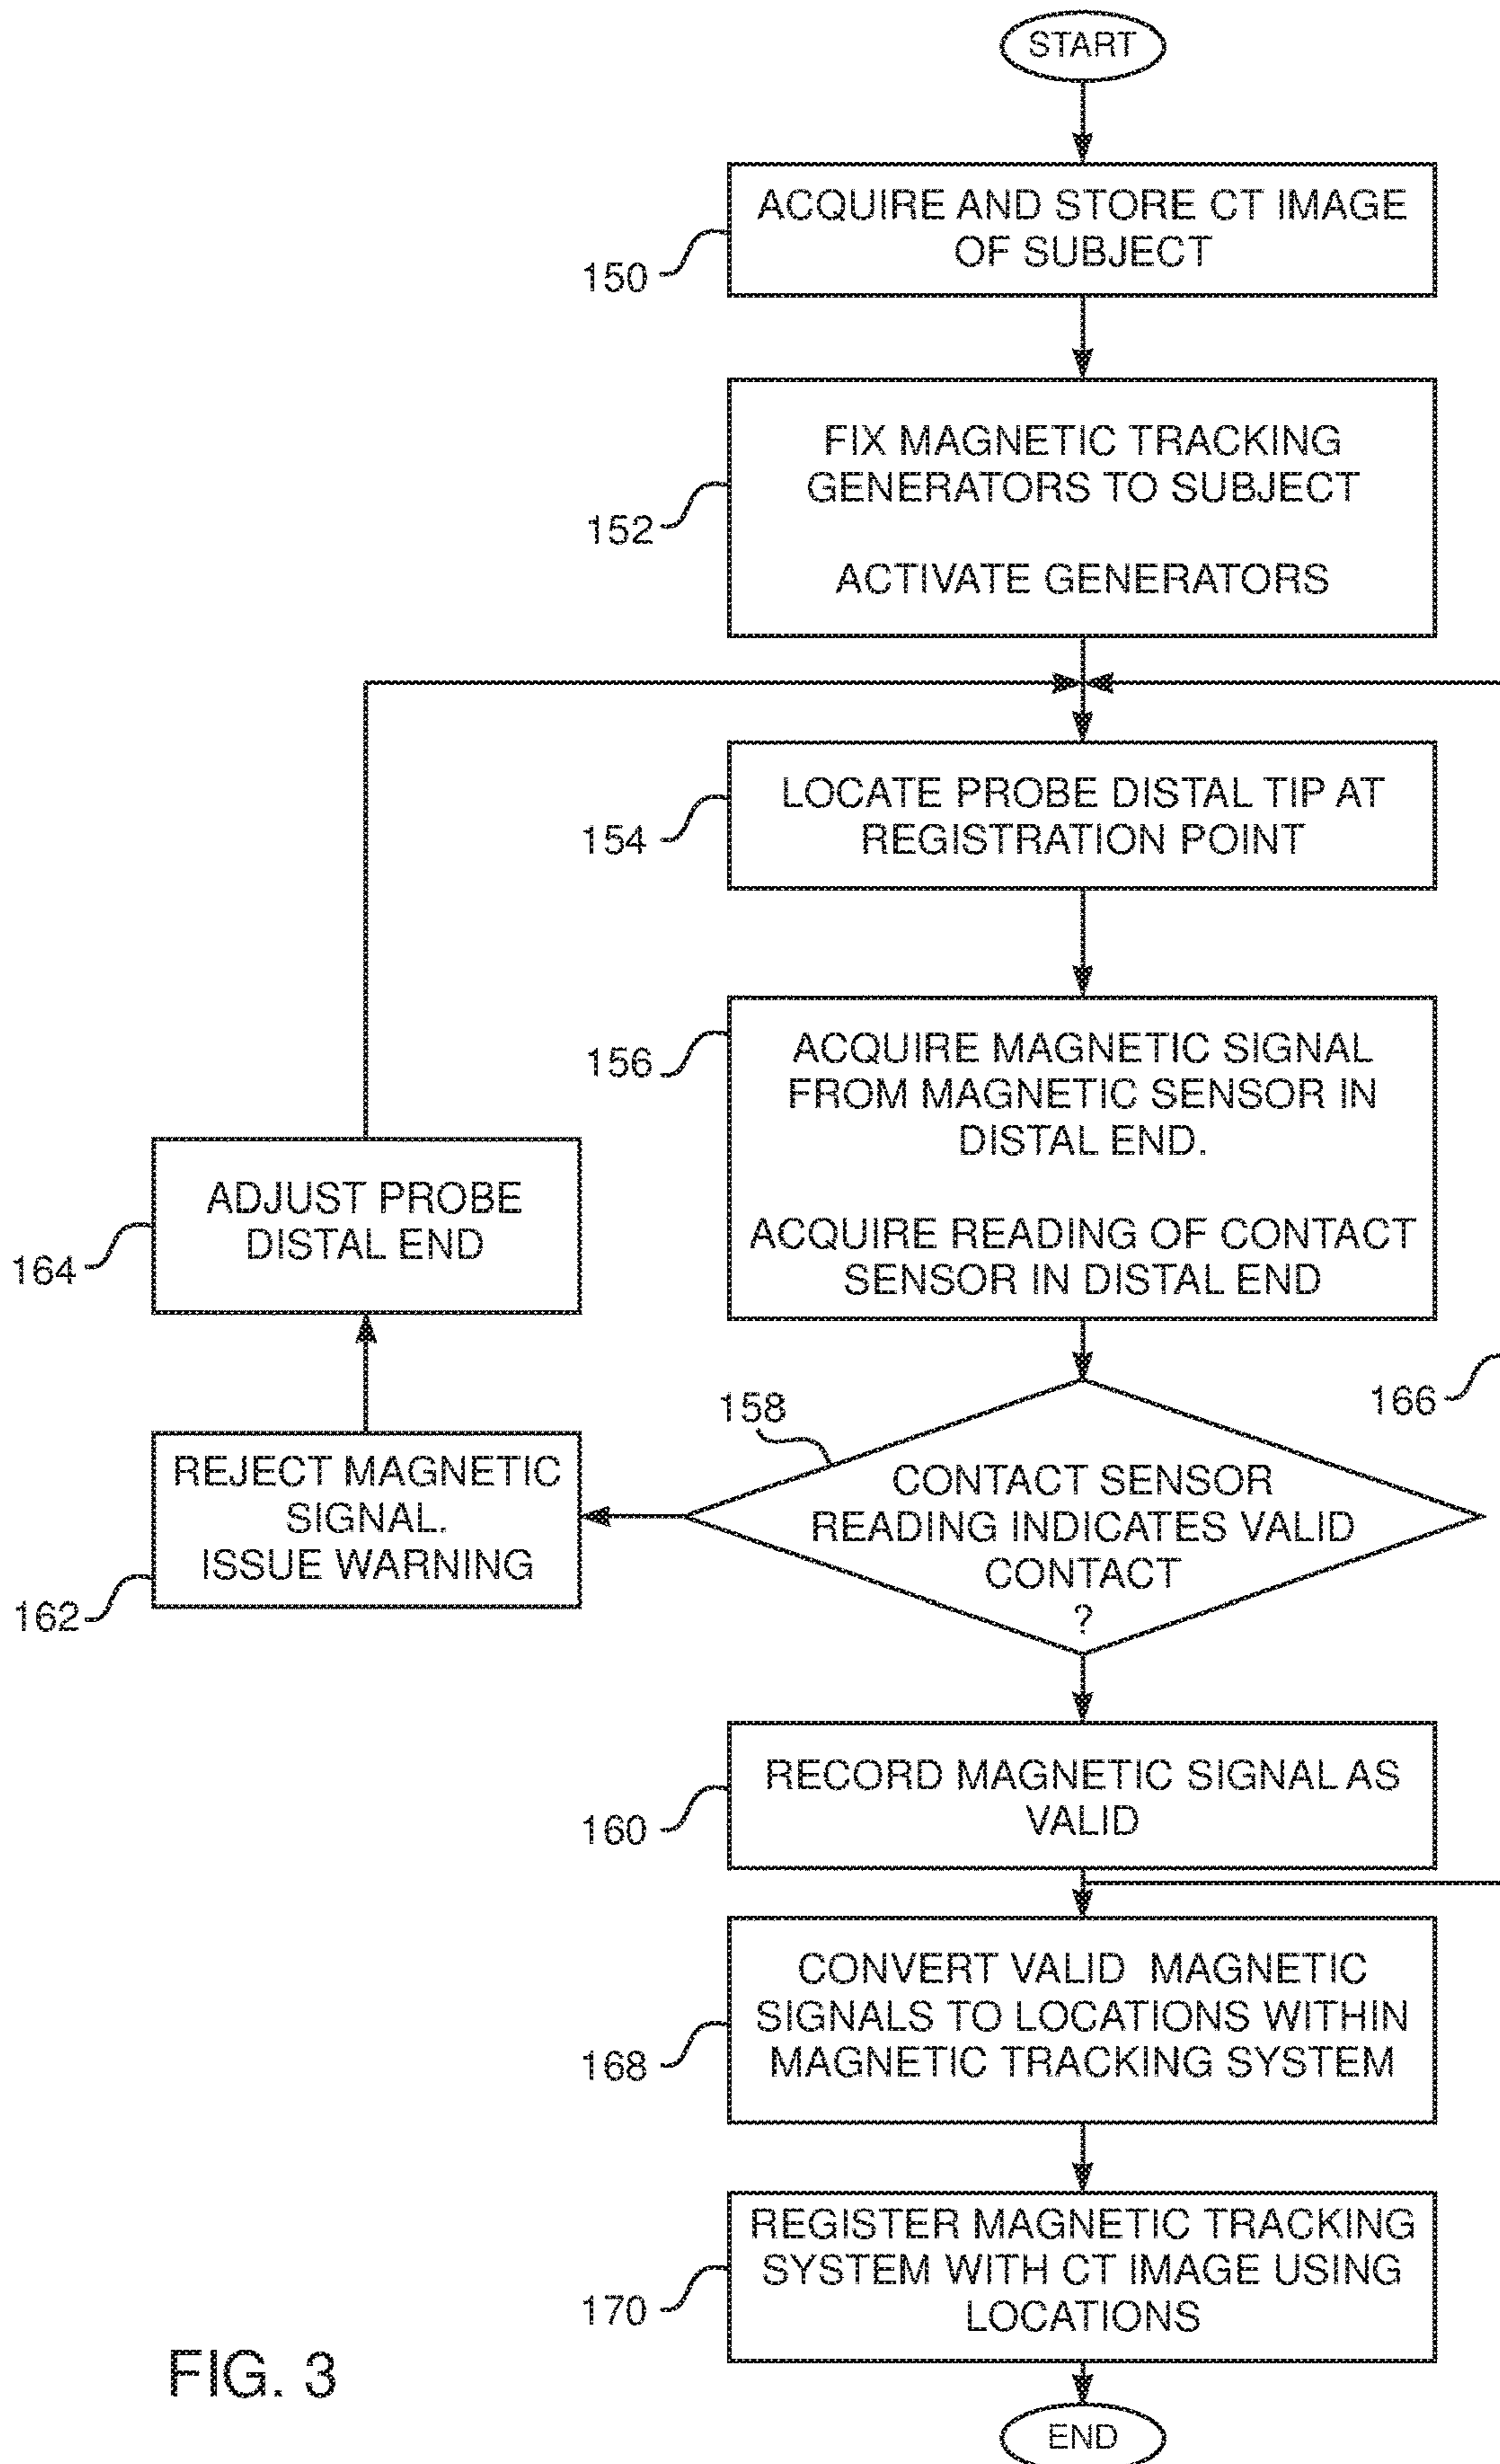 START
ACQUIRE AND STORE CT IMAGE
OF SUBJECT
150
FIX MAGNETIC TRACKING
GENERATORS TO SUBJECT
ACTIVATE GENERATORS
152
LOCATE PROBE DISTAL TIP AT
REGISTRATION POINT
154
ACQUIRE MAGNETIC SIGNAL
FROM MAGNETIC SENSOR IN
DISTAL END.
ACQUIRE READING OF CONTACT
SENSOR IN DISTAL END
156
ADJUST PROBE
DISTAL END
164
166
158
CONTACT SENSOR
READING INDICATES VALID
CONTACT
?
REJECT MAGNETIC
SIGNAL.
ISSUE WARNING
162
RECORD MAGNETIC SIGNAL AS
VALID
160
CONVERT VALID MAGNETIC
SIGNALS TO LOCATIONS WITHIN
MAGNETIC TRACKING SYSTEM
168
REGISTER MAGNETIC TRACKING
SYSTEM WITH CT IMAGE USING
LOCATIONS
170
FIG. 3
END